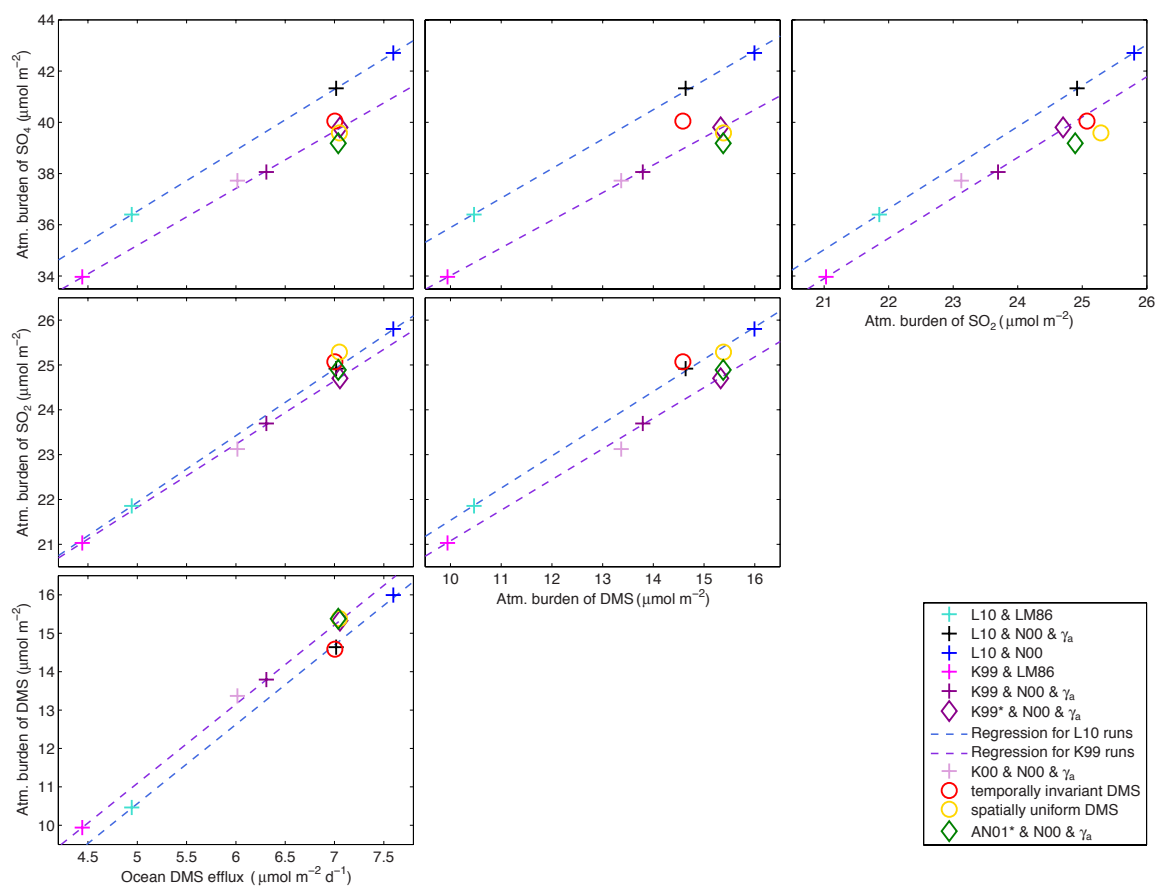 44
42
40
38
36
34
Atm. burden of SO4 (μmol m−2)
21
22
23
24
25
26
Atm. burden of SO2 (μmol m−2)
26
25
24
23
22
21
Atm. burden of SO2 (μmol m−2)
10
11
12
13
14
15
16
Atm. burden of DMS (μmol m−2)
16
15
14
13
12
11
10
Atm. burden of DMS (μmol m−2)
4.5
5
5.5
6
6.5
7
7.5
Ocean DMS efflux (μmol m−2 d−1)
L10 & LM86
L10 & N00 & γa
L10 & N00
K99 & LM86
K99 & N00 & γa
K99* & N00 & γa
Regression for L10 runs
Regression for K99 runs
K00 & N00 & γa
temporally invariant DMS
spatially uniform DMS
AN01* & N00 & γa